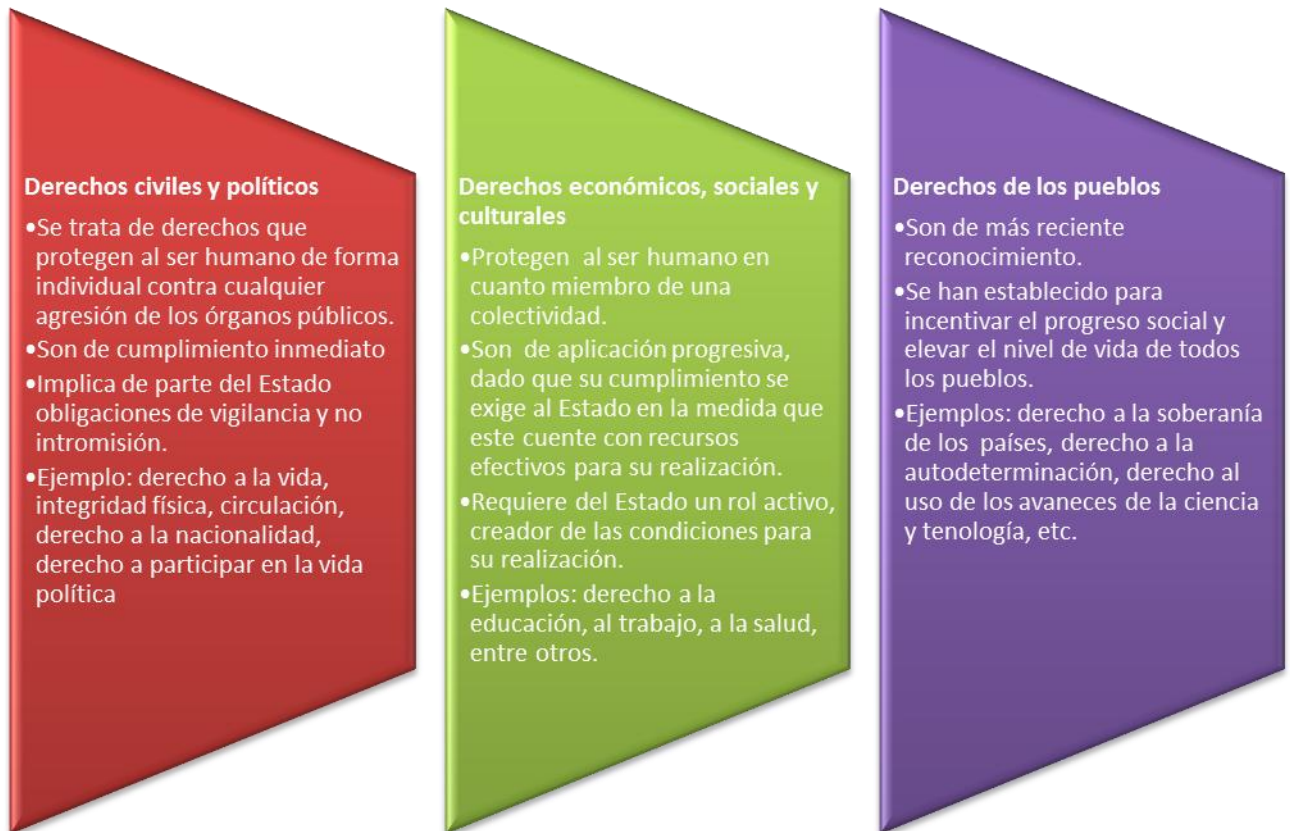 Derechos civiles y políticos
•Se trata de derechos que
protegen al ser humano de forma
individual contra cualquier
agresión de los órganos públicos.
•Son de cumplimiento inmediato
•Implica de parte del Estado
obligaciones de vigilancia y no
intromisión.
•Ejemplo: derecho a la vida,
integridad física, circulación,
derecho a la nacionalidad,
derecho a participar en la vida
política
Derechos económicos, sociales y
culturales
•Protegen al ser humano en
cuanto miembro de una
colectividad.
•Son de aplicación progresiva,
dado que su cumplimiento se
exige al Estado en la medida que
este cuente con recursos
efectivos para su realización.
•Requiere del Estado un rol activo,
creador de las condiciones para
su realización.
•Ejemplos: derecho a la
educación, al trabajo, a la salud,
entre otros.
Derechos de los pueblos
•Son de más reciente
reconocimiento.
•Se han establecido para
incentivar el progreso social y
elevar el nivel de vida de todos
los pueblos.
•Ejemplos: derecho a la soberanía
de los países, derecho a la
autodeterminación, derecho al
uso de los avaneces de la ciencia
y tenología, etc.